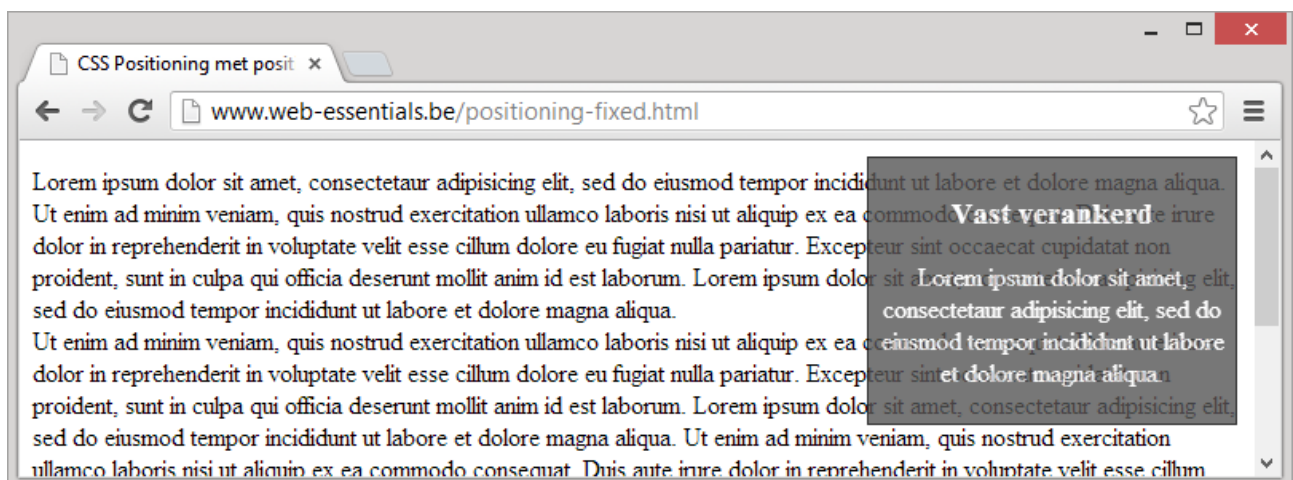 CSS Positioning met posit
www.web-essentials.be/positioning-fixed.html
Lorem ipsum dolor sit amet, consectetaur adipisicing elit, sed do eiusmod tempor incididunt ut labore et dolore magna aliqua.
Ut enim ad minim veniam, quis nostrud exercitation ullamco laboris nisi ut aliquip ex ea commodo irure
dolor in reprehenderit in voluptate velit esse cillum dolore eu fugiat nulla pariatur. Excepteur sint occaecat cupidatat non
proident, sunt in culpa qui officia deserunt mollit anim id est laborum. Lorem ipsum dolor sit elit,
sed do eiusmod tempor incididunt ut labore et dolore magna aliqua.
Ut enim ad minim veniam, quis nostrud exercitation ullamco laboris nisi ut aliquip ex ea
dolor in reprehenderit in voluptate velit esse cillum dolore eu fugiat nulla pariatur. Excepteur sint
proident, sunt in culpa qui officia deserunt mollit anim id est laborum. Lorem ipsum dolor sit amet, consectetaur adipisicing elit,
sed do eiusmod tempor incididunt ut labore et dolore magna aliqua. Ut enim ad minim veniam, quis nostrud exercitation
ullamco laboris nisi ut aliquip ex ea commodo consequat. Duis aute irure dolor in reprehenderit in voluptate velit esse cillum
Vast verankerd
Lorem ipsum dolor sit amet,
consectetaur adipisicing elit, sed do
eiusmod tempor incididunt ut labore
et dolore magna aliqua.